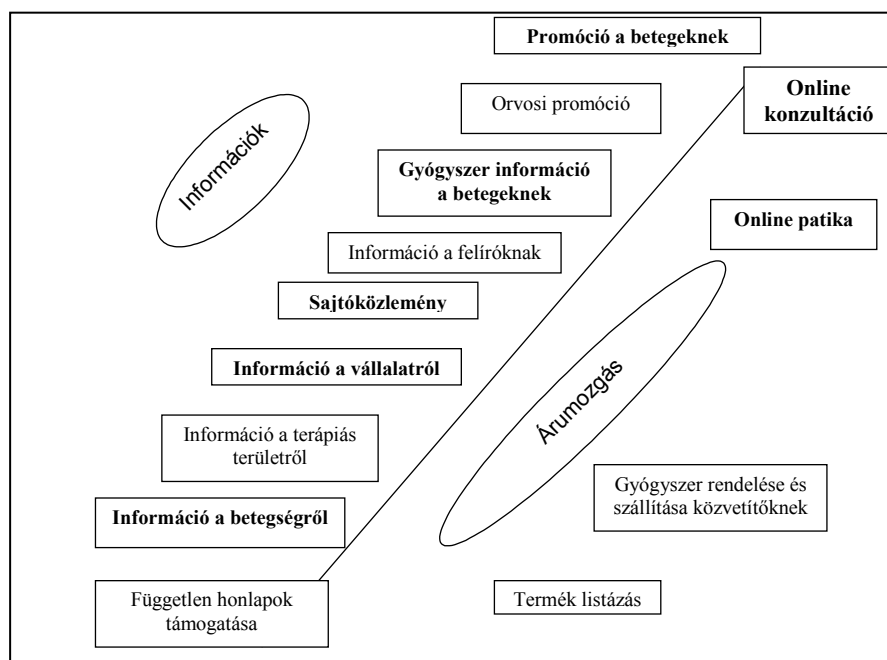 Promóció a betegeknek
Online
konzultáció
Orvosi promóció
Információk
Gyógyszer információ
a betegeknek
Online patika
Információ a felíróknak
Sajtóközlemény
Információ a vállalatról
Árumozgás
Információ a terápiás
területről
Gyógyszer rendelése és
szállítása közvetítőknek
Információ a betegségről
Független honlapok
támogatása
Termék listázás